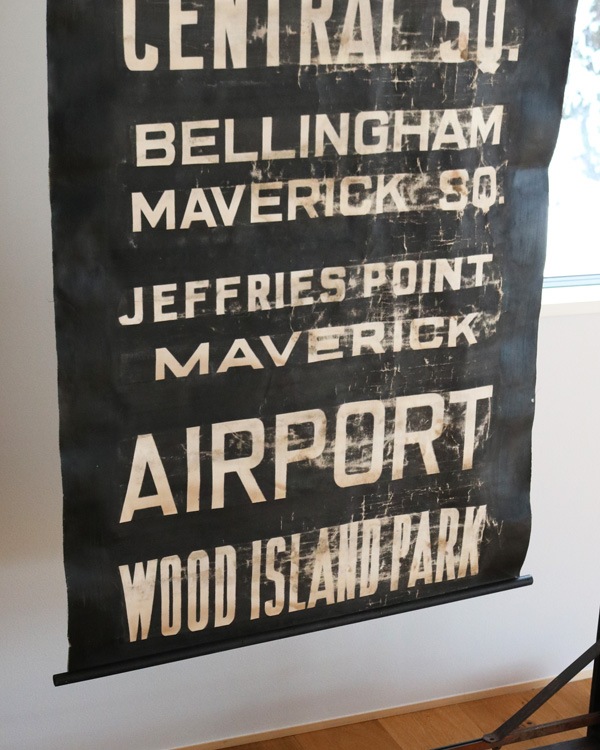 CENTRAL SQ.
BELLINGHAM
MAVERICK SQ.
JEFFRIES POINT
MAVERICK
AIRPORT
WOOD ISLAND PARK